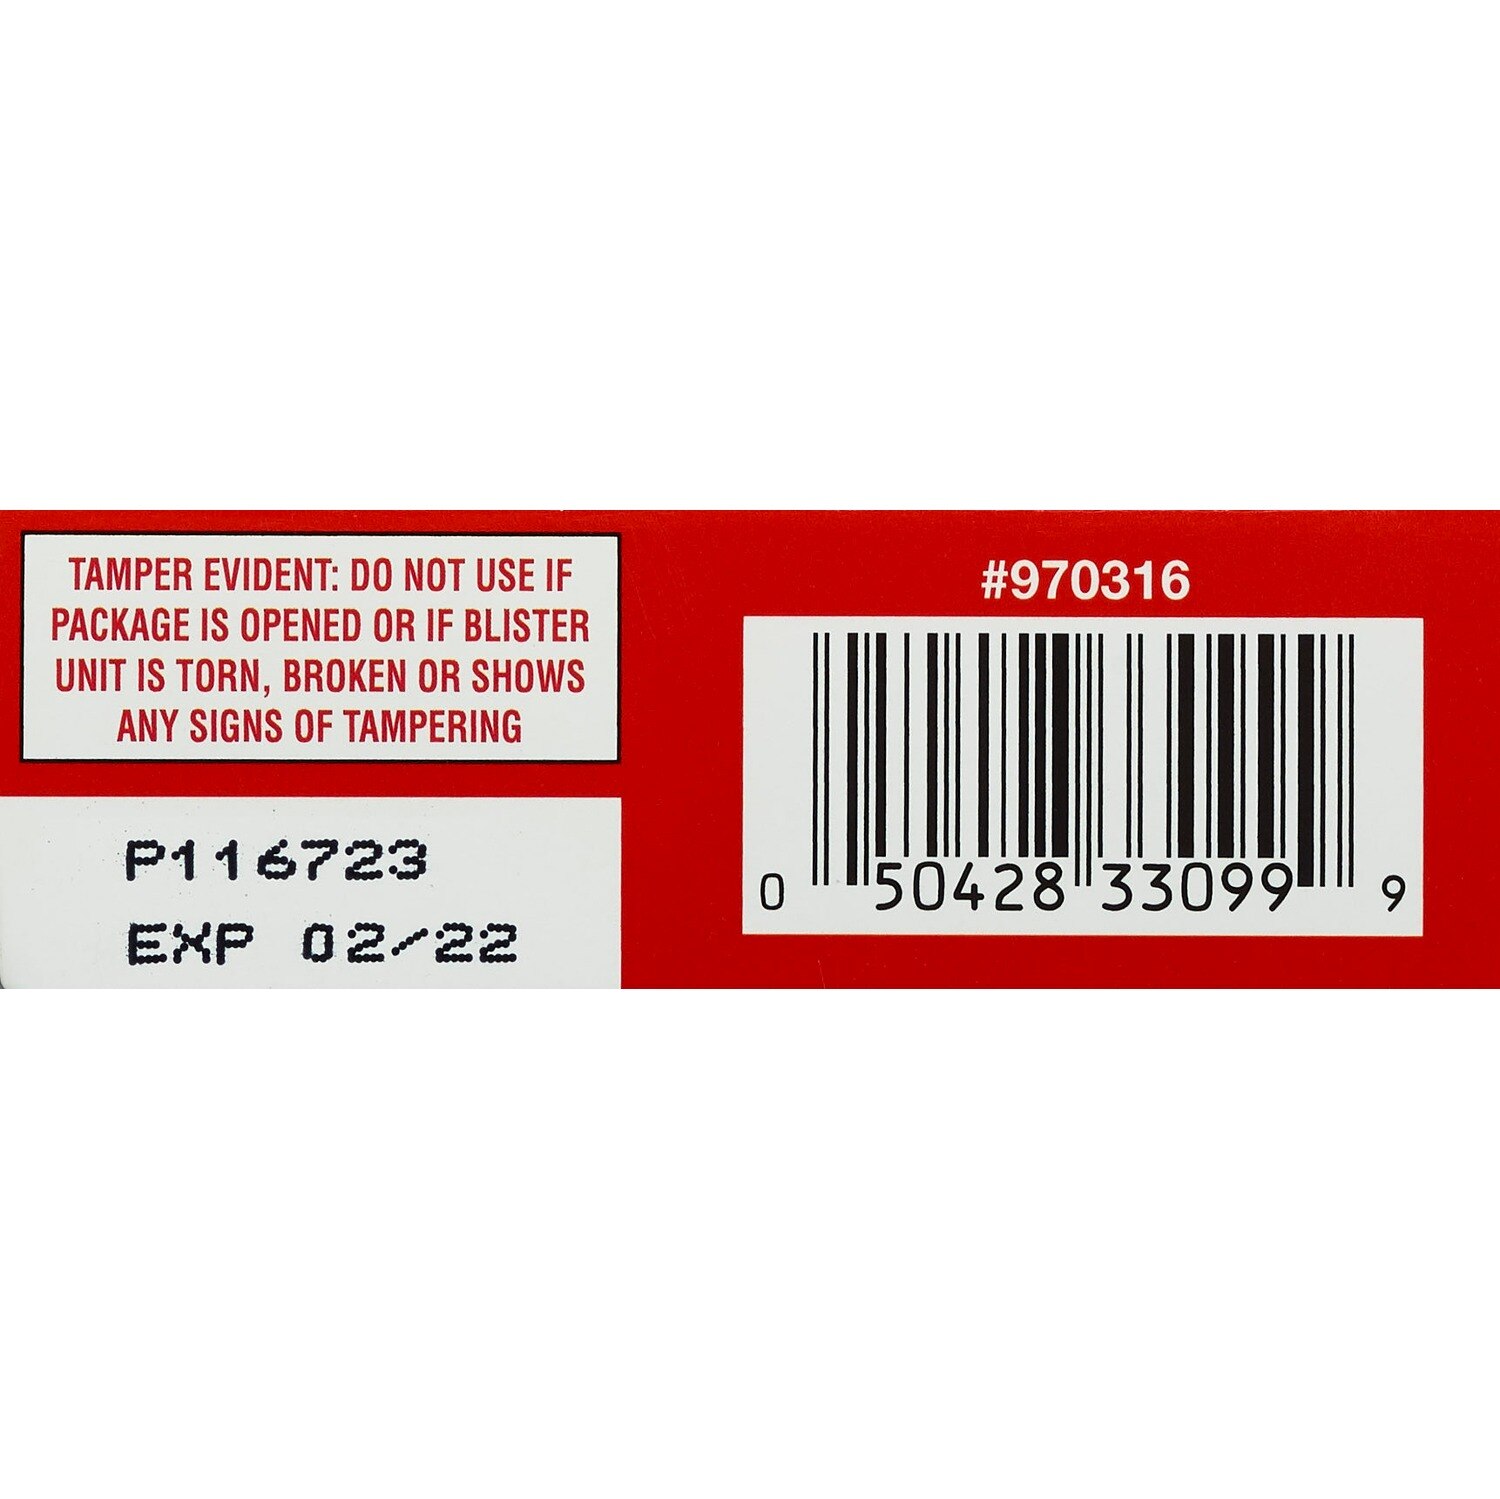 TAMPER EVIDENT: DO NOT USE IF
PACKAGE IS OPENED OR IF BLISTER
UNIT IS TORN, BROKEN OR SHOWS
ANY SIGNS OF TAMPERING
P116723
EXP 02/22
#970316
0 50428 33099 9